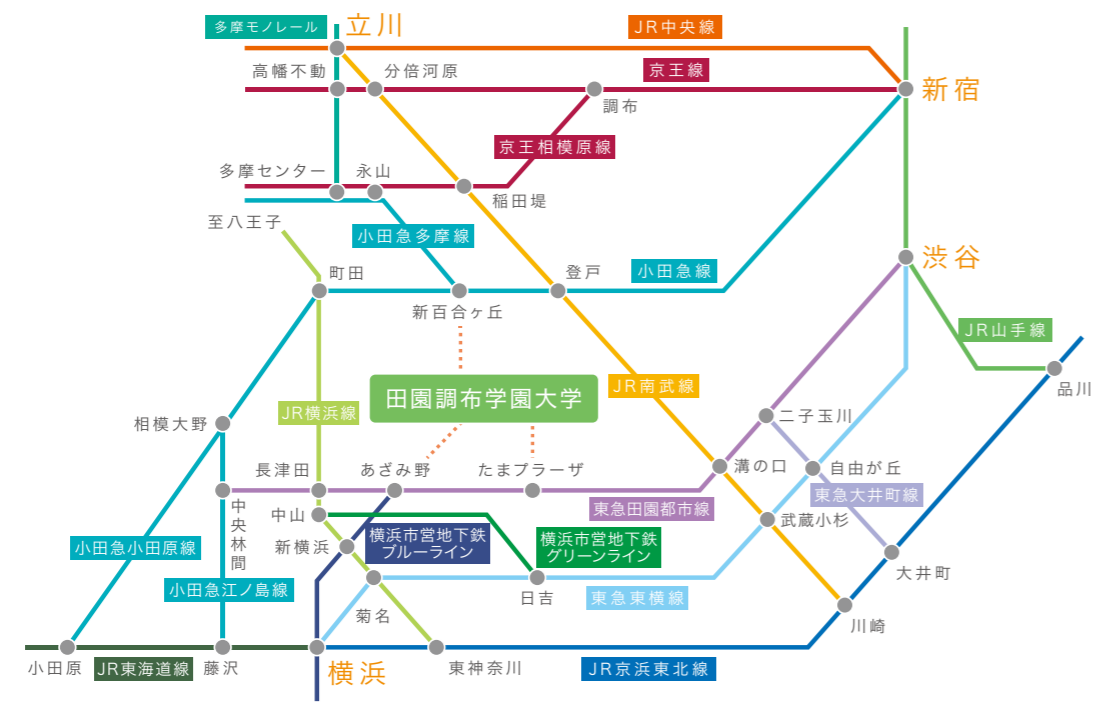 多摩モノレール
立川
JR中央線
高幡不動
分倍河原
京王線
新宿
調布
京王相模原線
多摩センター
永山
稲田堤
至八王子
小田急多摩線
町田
登戸
小田急線
渋谷
新百合ヶ丘
JR山手線
田園調布学園大学
JR南武線
品川
JR横浜線
相模大野
二子玉川
長津田
あざみ野
たまプラーザ
溝の口
自由が丘
東急大井町線
中央林間
中山
東急田園都市線
武蔵小杉
小田急小田原線
新横浜
横浜市営地下鉄
ブルーライン
横浜市営地下鉄
グリーンライン
大井町
小田急江ノ島線
菊名
日吉
東急東横線
川崎
小田原
JR東海道線
藤沢
横浜
東神奈川
JR京浜東北線